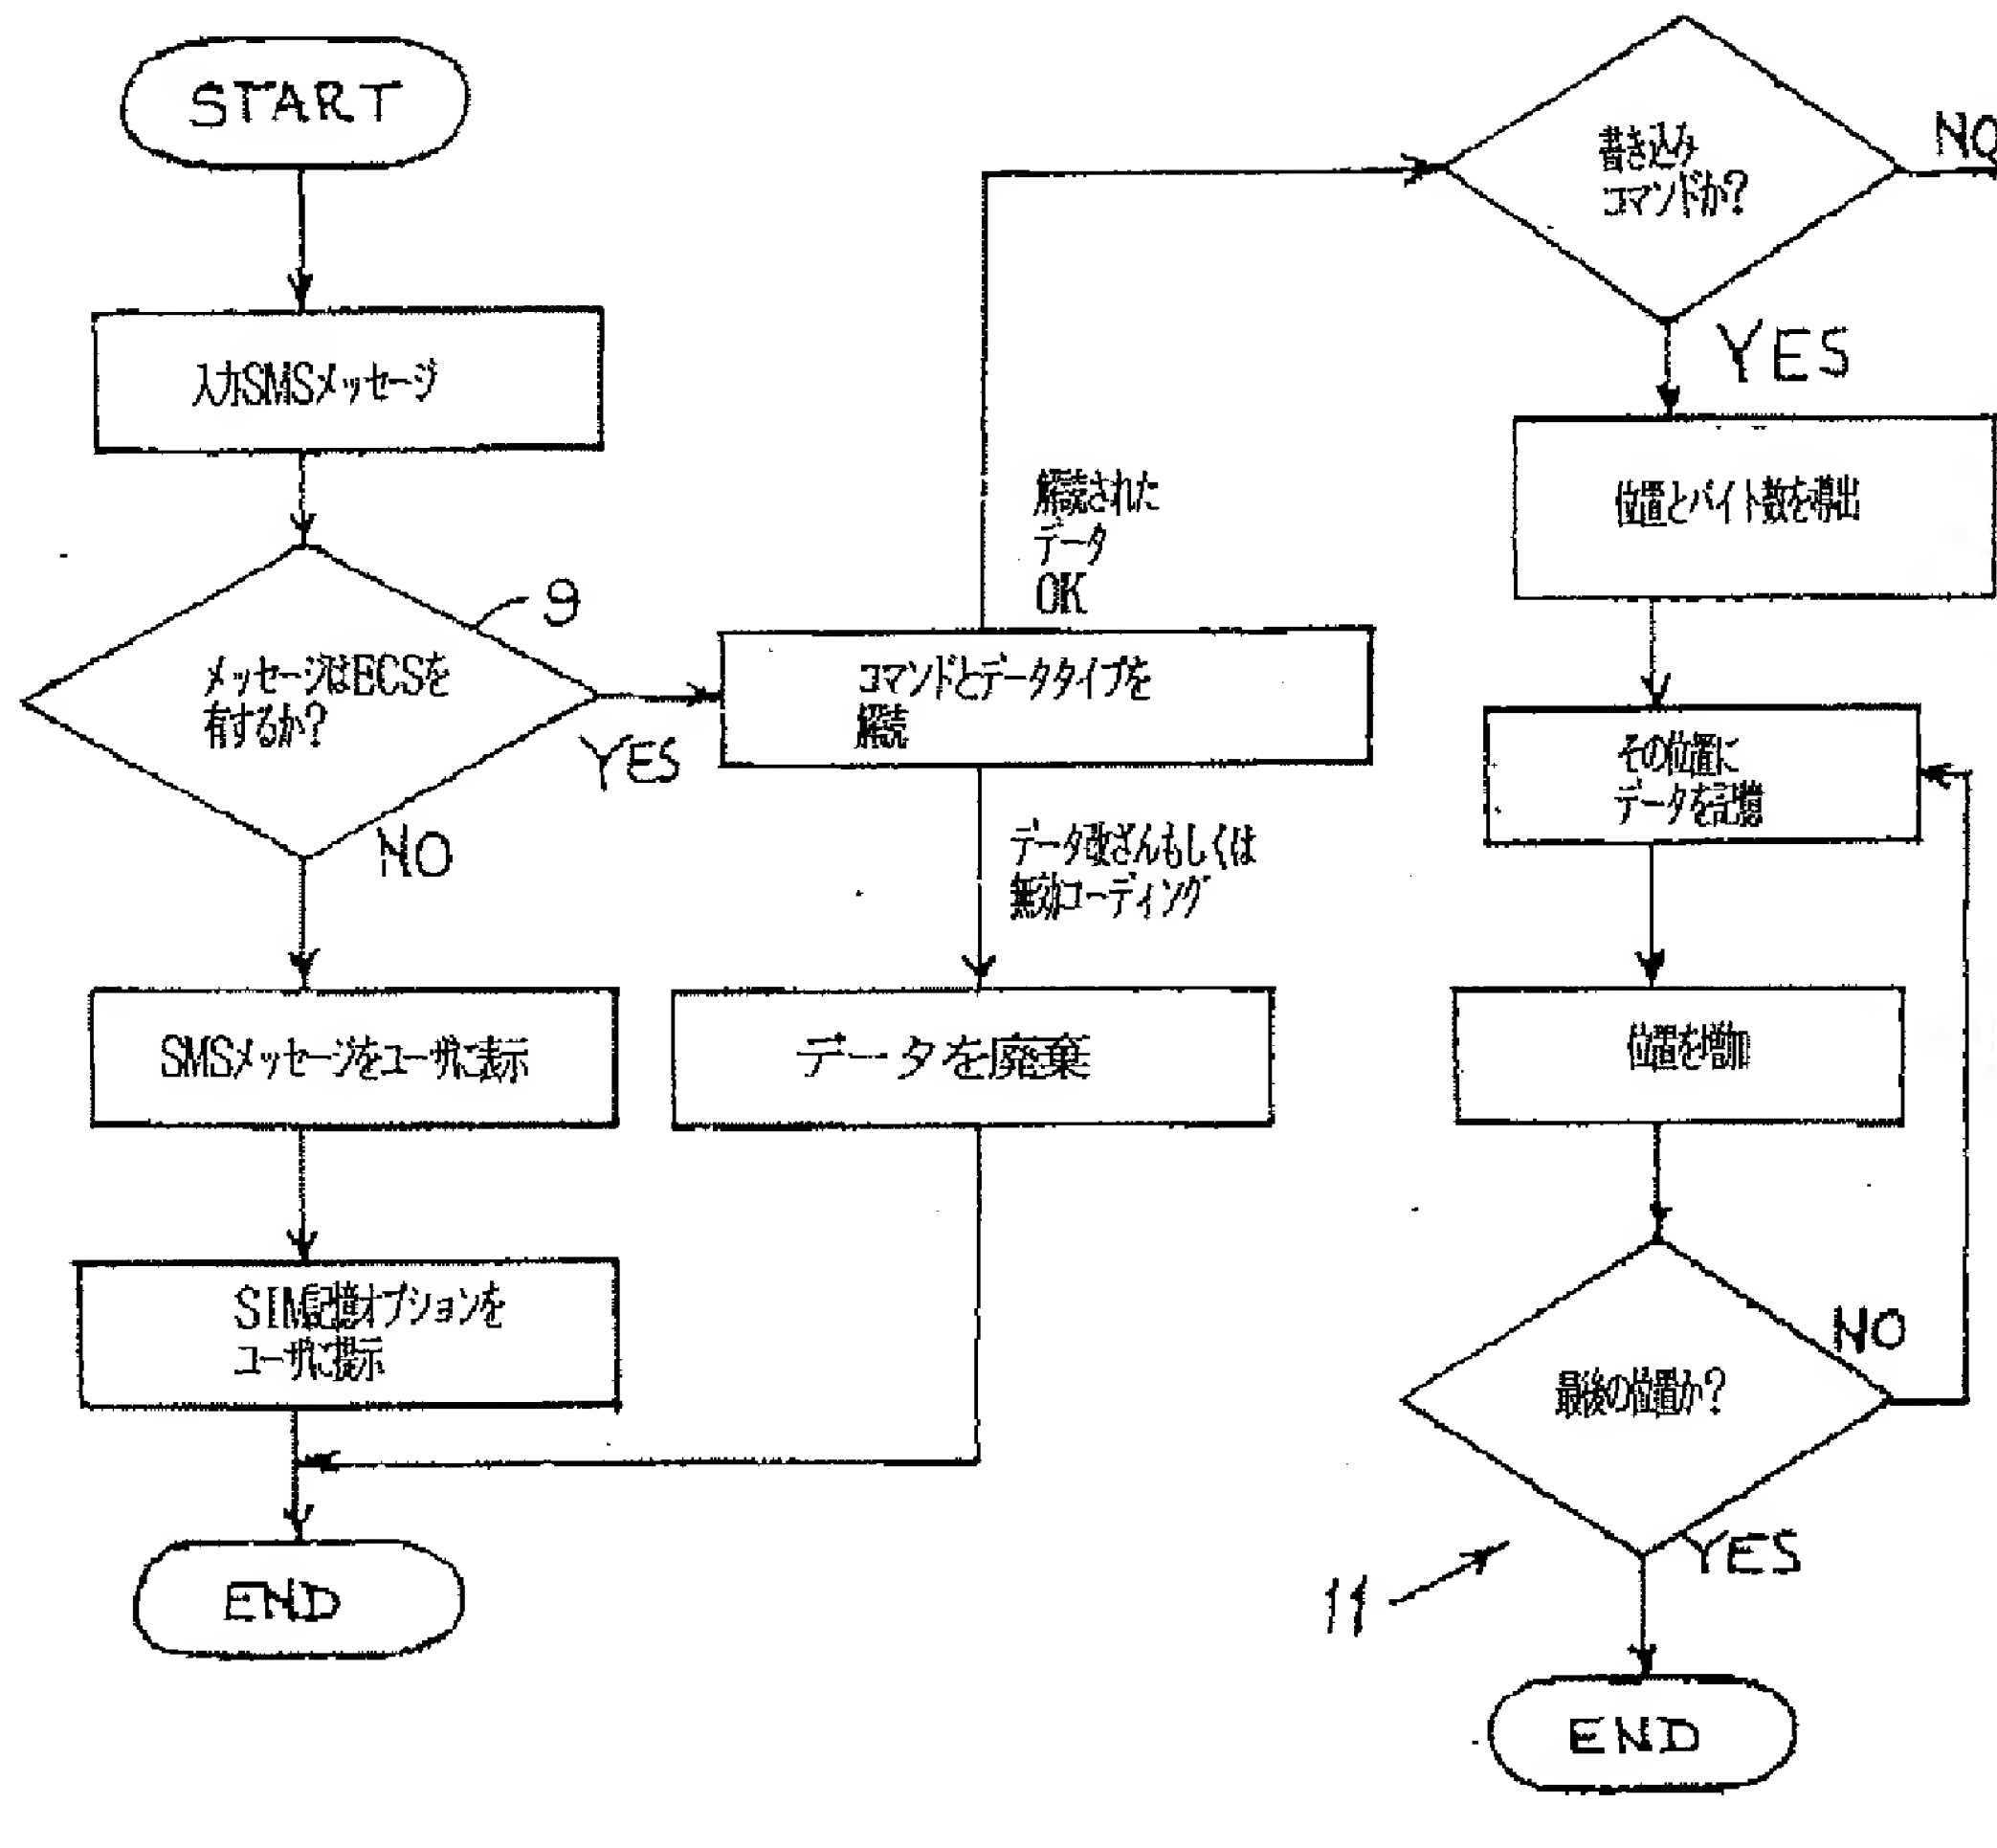 START
入力SMSメッセージ
9
メッセージはECSを
有するか?
YES
NO
SMSメッセージをユーザに表示
SIM記憶オプションを
ユーザに提示
END
解読された
データ
OK
コマンドとデータタイプを
解読
データ改ざんもしくは
無効コーディング
データを廃棄
書き込み
コマンドか?
NO
YES
位置とバイト数を導出
その位置に
データを記憶
位置を増加
最後の位置か?
NO
YES
11
END